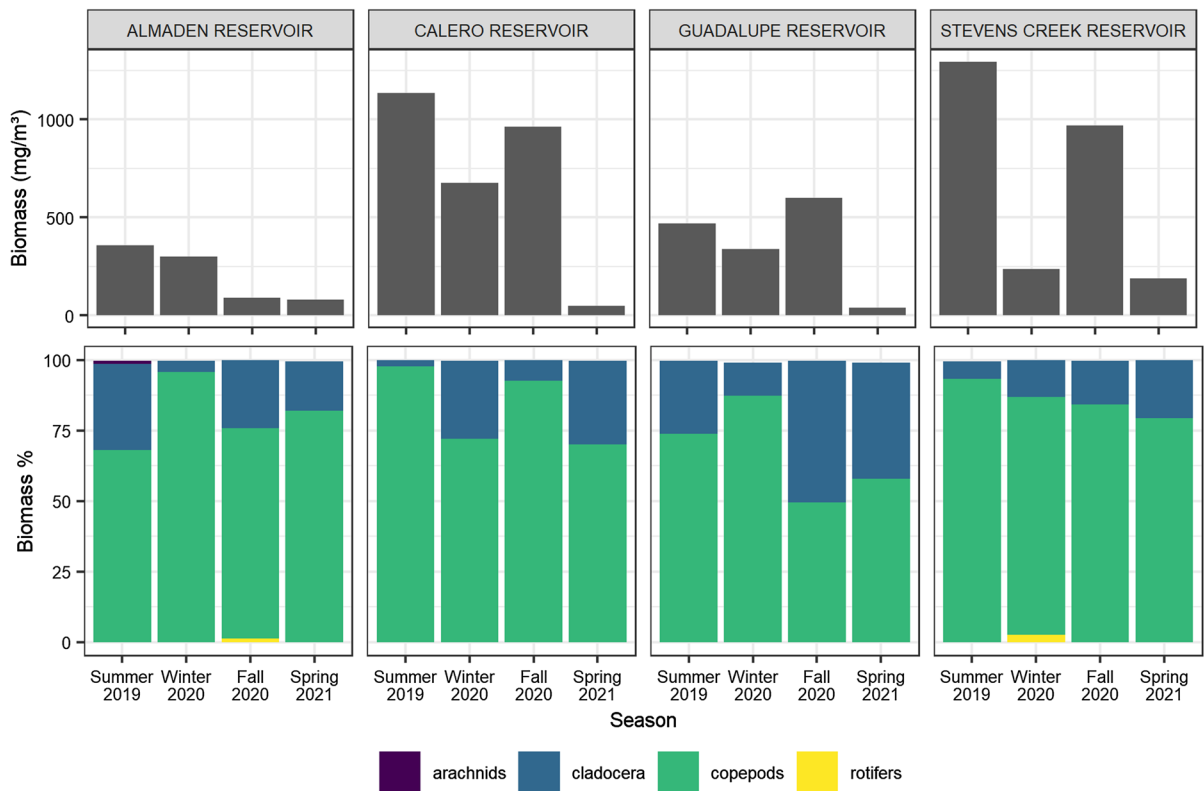 ALMADEN RESERVOIR
CALERO RESERVOIR
GUADALUPE RESERVOIR
STEVENS CREEK RESERVOIR
Biomass (mg/m³)
1000
500
0
Biomass %
100
75
50
25
0
Summer Winter Fall Spring
2019 2020 2020 2021
Summer Winter Fall Spring
2019 2020 2020 2021
Summer Winter Fall Spring
2019 2020 2020 2021
Summer Winter Fall Spring
2019 2020 2020 2021
Season
arachnids cladocera copepods rotifers